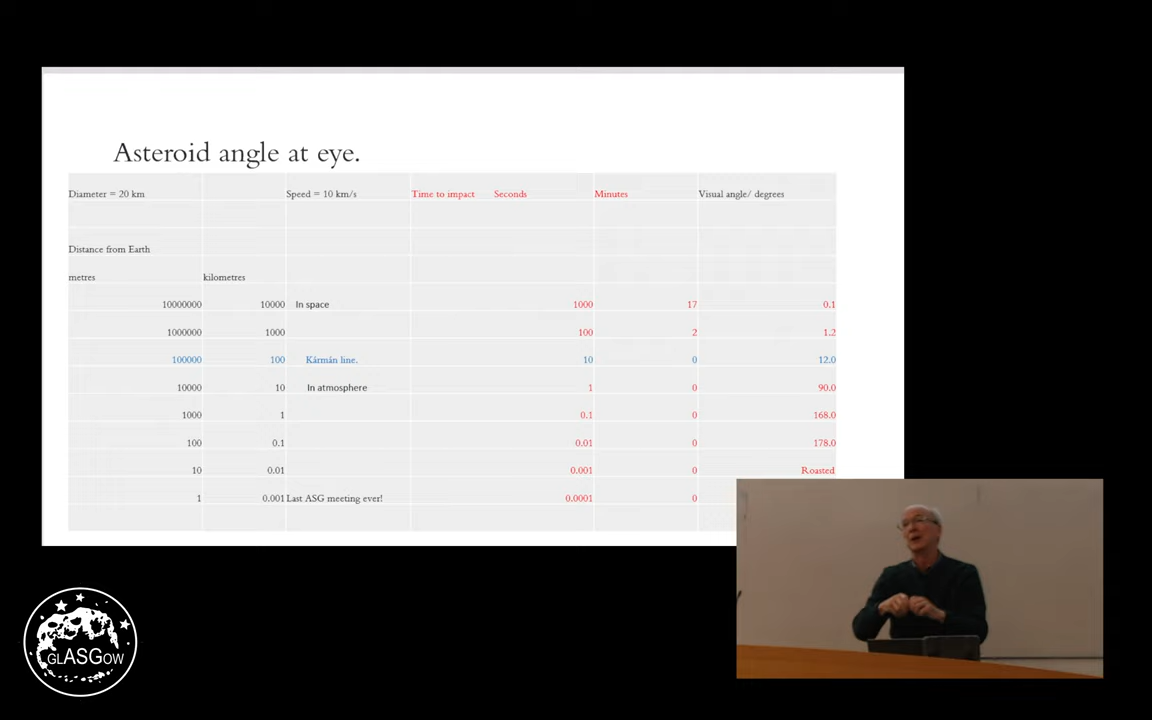 Asteroid angle at eye.
Diameter = 20 km Speed = 10 km/s Time to impact Seconds Minutes Visual angle/ degrees
Distance from Earth
metres kilometres
10000000 10000 In space 1000 17 0.1
1000000 1000 100 2 1.2
100000 100 Kármán line. 10 0 12.0
10000 10 In atmosphere 1 0 90.0
1000 1 0.1 0 168.0
100 0.1 0.01 0 178.0
10 0.01 0.001 0 Roasted
1 0.001 Last ASG meeting ever! 0.0001 0
GLASGOW